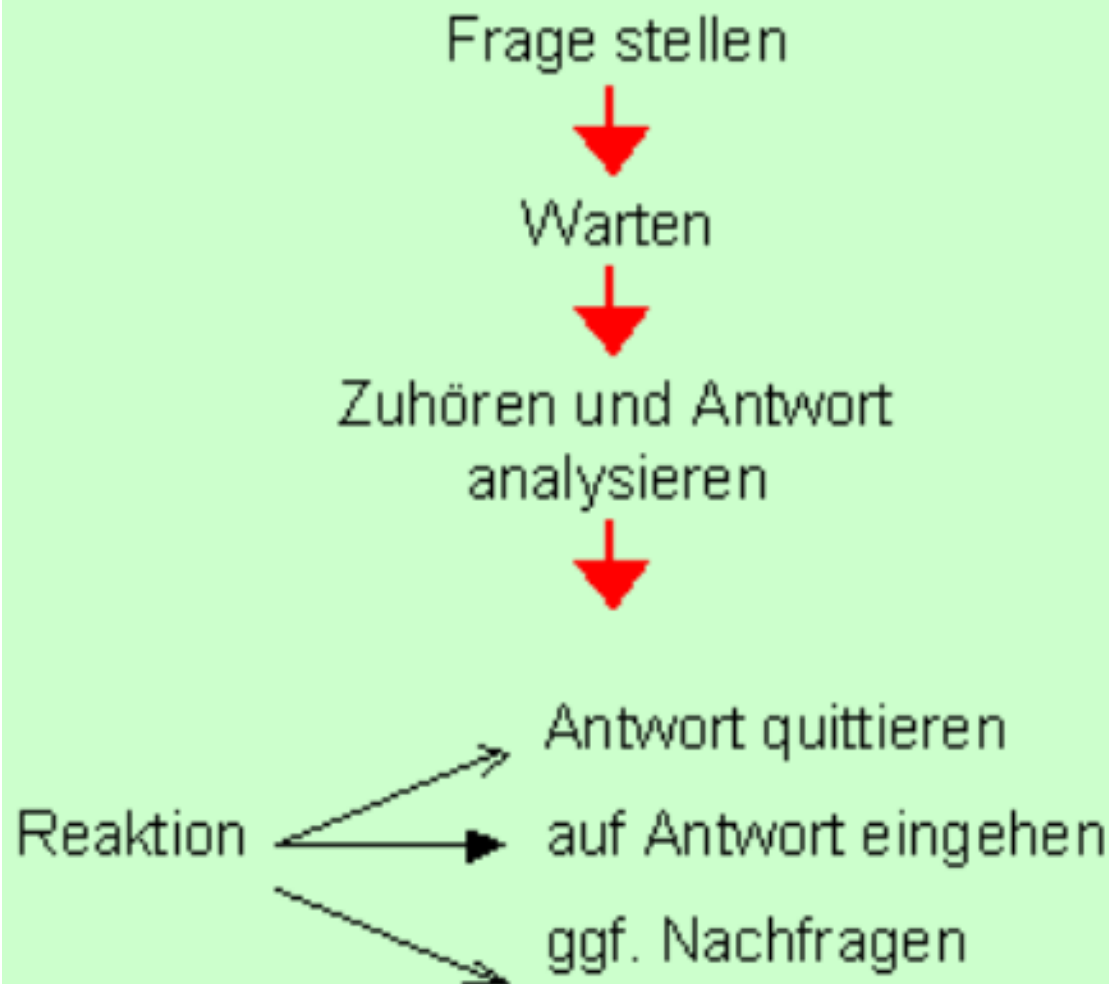 Frage stellen
Warten
Zuhören und Antwort
analysieren
Antwort quittieren
Reaktion
auf Antwort eingehen
ggf. Nachfragen